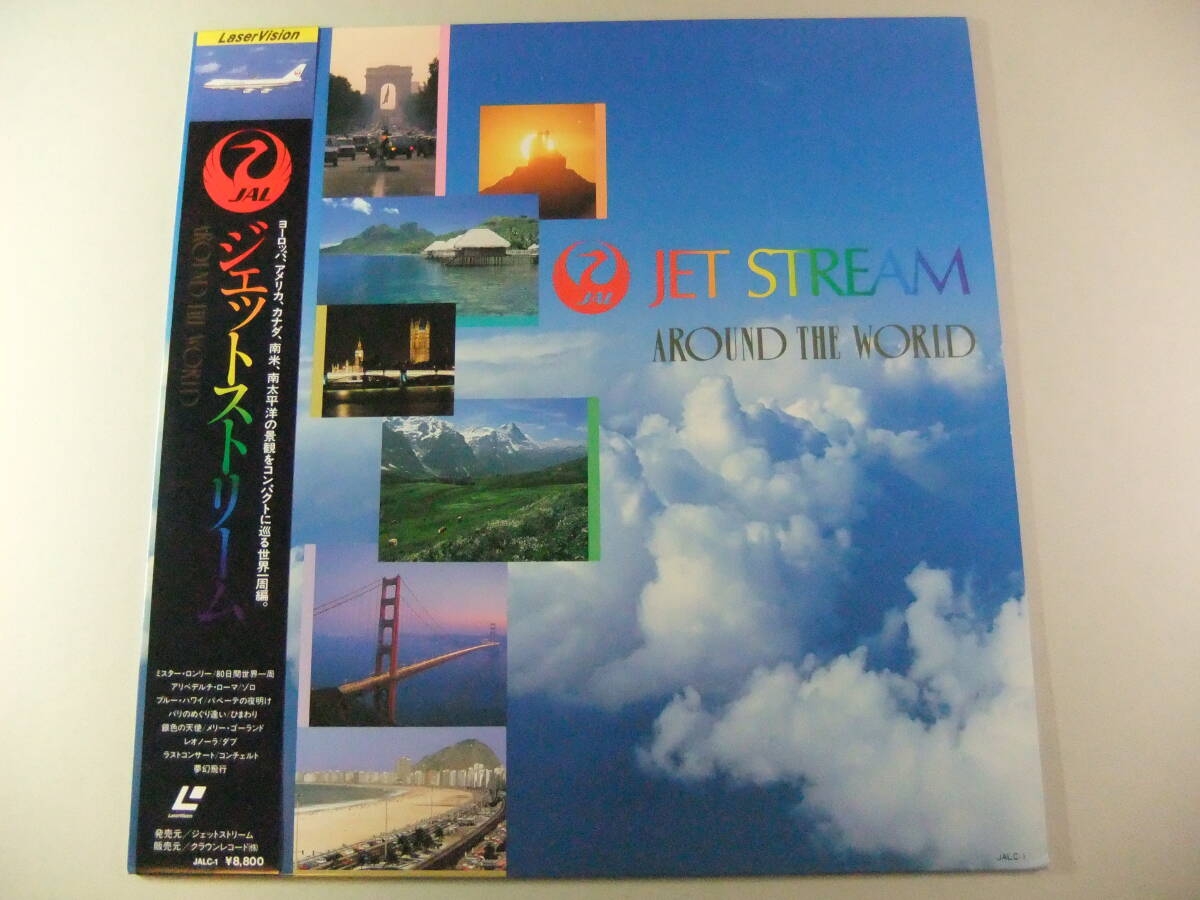 LaserVision
JAL
ジェットストリーム
AROUND THE WORLD
ヨーロッパ、アメリカ、カナダ、南米、南太平洋の景観をコンパクトに巡る世界一周編。
ミスター・ロンリー/80日間世界一周
アリベデルチ・ローマ/ゾロ
ブルー・ハワイ/パペーテの夜明け
パリのめぐり逢い/ひまわり
銀色の天使/メリー・ゴーランド
レオノーラ/ダブ
ラストコンサート/コンチェルト
夢幻飛行
LaserVision
発売元/ジェットストリーム
販売元/クラウンレコード(株)
JALC-1 ¥8,800
JAL
JET STREAM
AROUND THE WORLD
JALC-1